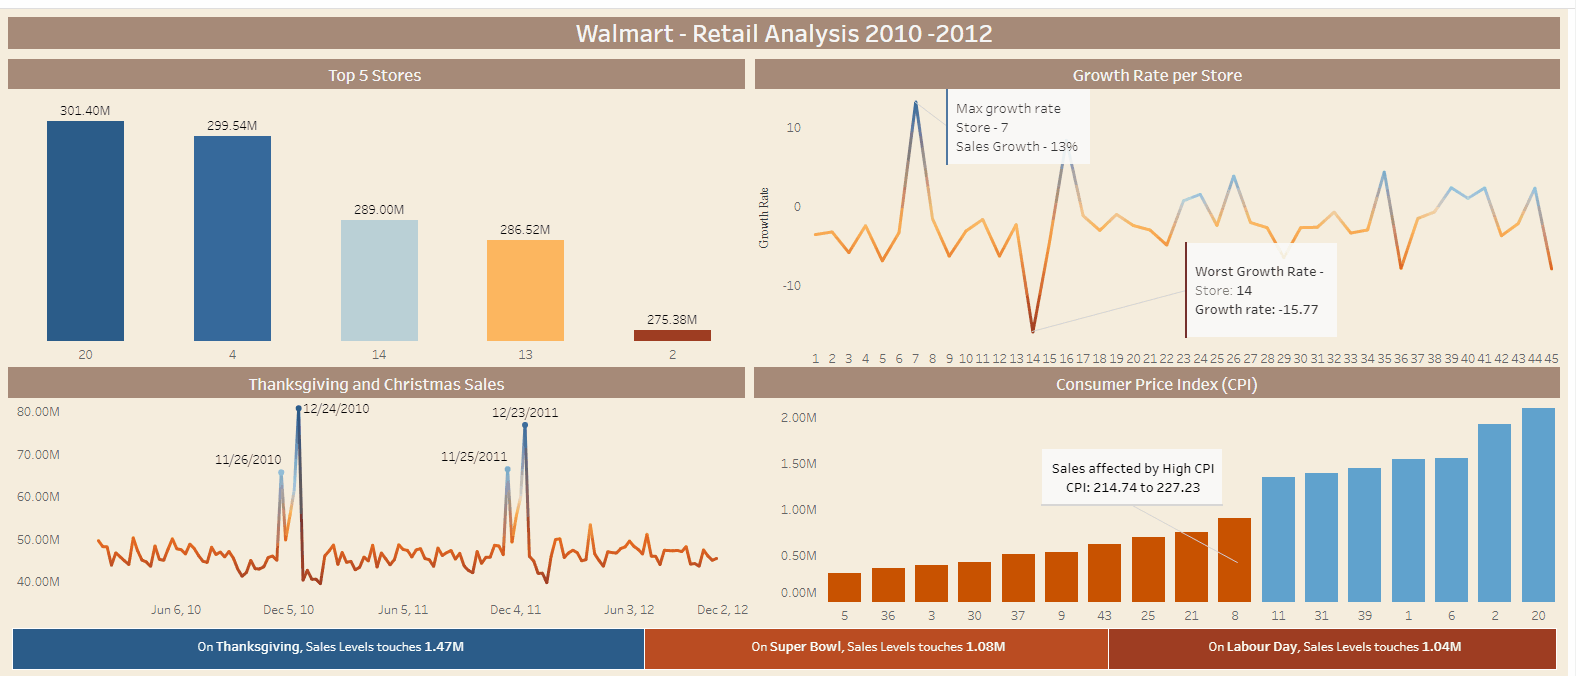 Walmart - Retail Analysis 2010 -2012
Top 5 Stores
301.40M
299.54M
289.00M
286.52M
275.38M
20 4 14 13 2
Growth Rate per Store
Growth Rate
10
0
-10
Max growth rate
Store - 7
Sales Growth - 13%
Worst Growth Rate -
Store: 14
Growth rate: -15.77
1 2 3 4 5 6 7 8 9 10 11 12 13 14 15 16 17 18 19 20 21 22 23 24 25 26 27 28 29 30 31 32 33 34 35 36 37 38 39 40 41 42 43 44 45
Thanksgiving and Christmas Sales
80.00M
70.00M
60.00M
50.00M
40.00M
12/24/2010
12/23/2011
11/26/2010
11/25/2011
Jun 6, 10 Dec 5, 10 Jun 5, 11 Dec 4, 11 Jun 3, 12 Dec 2, 12
Consumer Price Index (CPI)
2.00M
1.50M
1.00M
0.50M
0.00M
Sales affected by High CPI
CPI: 214.74 to 227.23
5 36 3 30 37 9 43 25 21 8 11 31 39 1 6 2 20
On Thanksgiving, Sales Levels touches 1.47M
On Super Bowl, Sales Levels touches 1.08M
On Labour Day, Sales Levels touches 1.04M